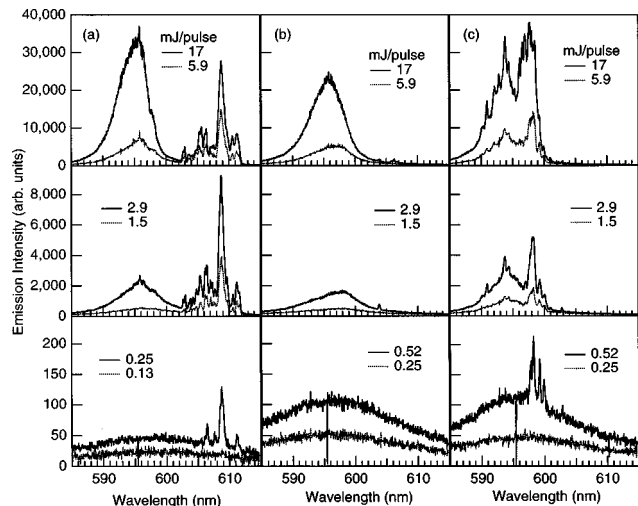 Emission Intensity (arb. units)
40,000
30,000
20,000
10,000
0
(a)
mJ/pulse
17
5.9
(b)
mJ/pulse
17
5.9
(c)
mJ/pulse
17
5.9
8,000
6,000
4,000
2,000
0
2.9
1.5
2.9
1.5
2.9
1.5
200
150
100
50
0
0.25
0.13
0.52
0.25
0.52
0.25
590 600 610
590 600 610
590 600 610
Wavelength (nm)
Wavelength (nm)
Wavelength (nm)